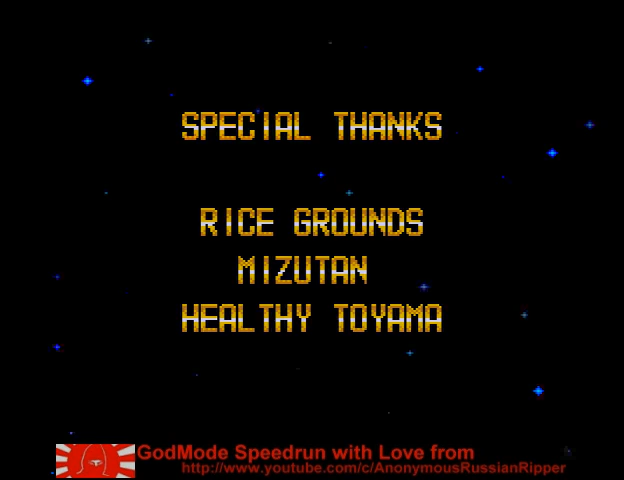 SPECIAL THANKS
RICE GROUNDS
MIZUTAN
HEALTHY TOYAMA
GodMode Speedrun with Love from
http://www.youtube.com/c/AnonymousRussianRipper